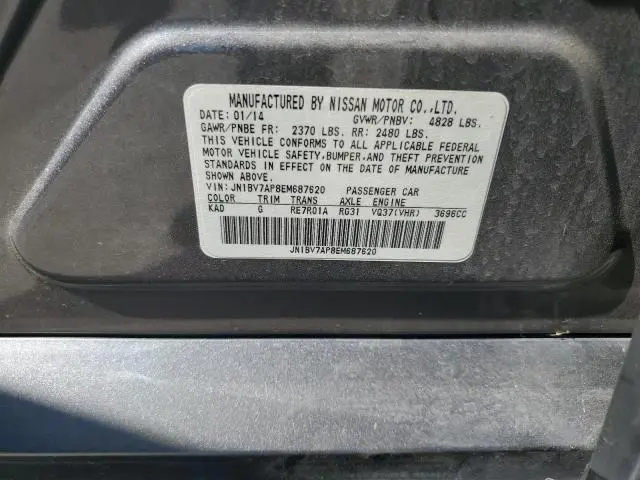 MANUFACTURED BY NISSAN MOTOR CO.,LTD.
DATE: 01/14 GVWR/PNBV: 4828 LBS.
GAWR/PNBE FR: 2370 LBS. RR: 2480 LBS.
THIS VEHICLE CONFORMS TO ALL APPLICABLE FEDERAL
MOTOR VEHICLE SAFETY,BUMPER,AND THEFT PREVENTION
STANDARDS IN EFFECT ON THE DATE OF MANUFACTURE
SHOWN ABOVE.
VIN: JN1BV7AP8EM687620 PASSENGER CAR
COLOR TRIM TRANS AXLE ENGINE
KAD G RE7R01A RG31 VQ37(VHR) 3696CC
JN1BV7AP8EM687620